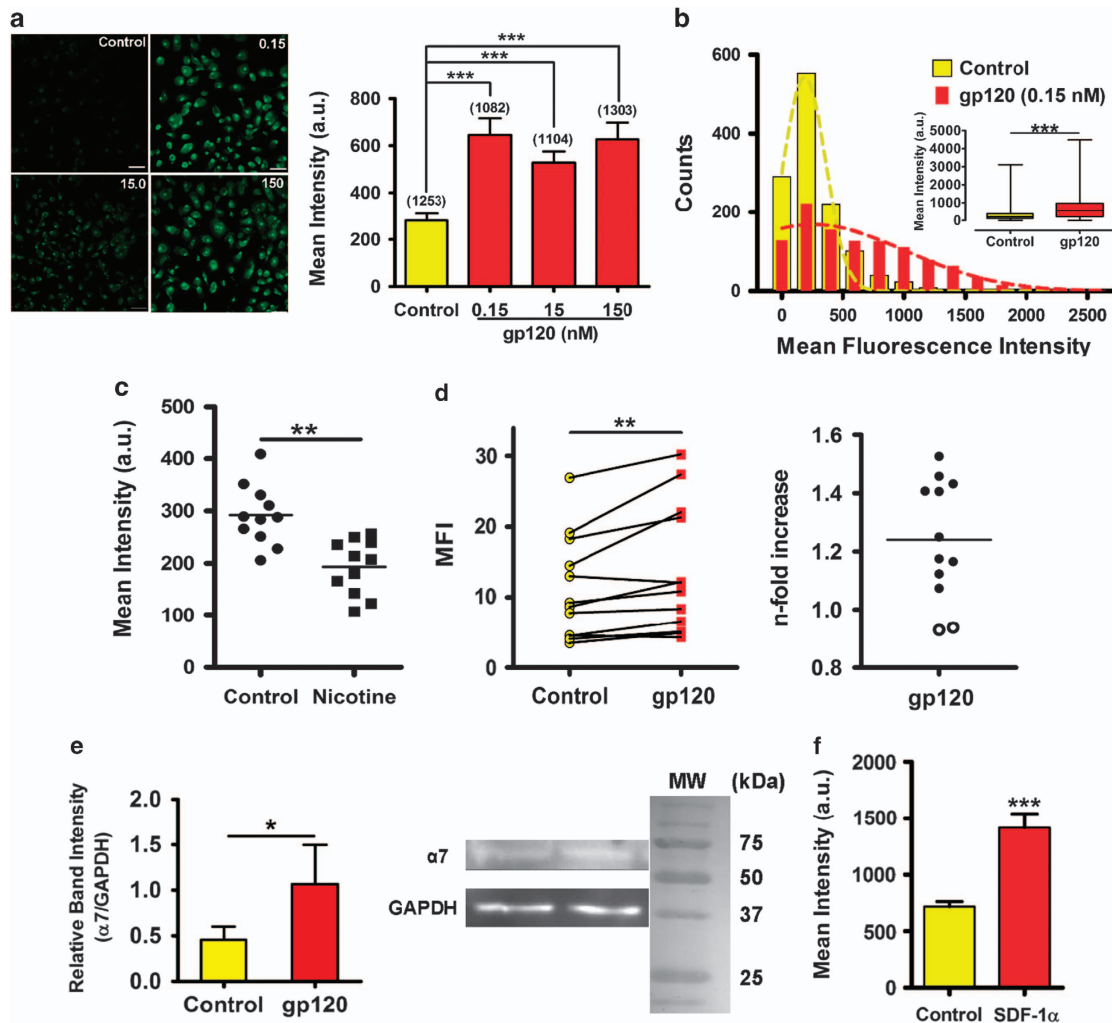 a
Control
0.15
15.0
150
Mean Intensity (a.u.)
800
600
400
200
0
***
***
***
(1253)
(1082)
(1104)
(1303)
Control
0.15
15
150
gp120 (nM)
b
Counts
600
400
200
0
Control
gp120 (0.15 nM)
Mean Intensity (a.u.)
5000
4000
3000
2000
1000
0
***
Control
gp120
0
500
1000
1500
2000
2500
Mean Fluorescence Intensity
c
Mean Intensity (a.u.)
500
400
300
200
100
0
**
Control
Nicotine
d
MFI
30
20
10
0
**
Control
gp120
n-fold increase
1.6
1.4
1.2
1.0
0.8
gp120
e
Relative Band Intensity
(α7/GAPDH)
2.0
1.5
1.0
0.5
0.0
*
Control
gp120
α7
GAPDH
MW
(kDa)
75
50
37
25
f
Mean Intensity (a.u.)
2000
1500
1000
500
0
***
Control
SDF-1α